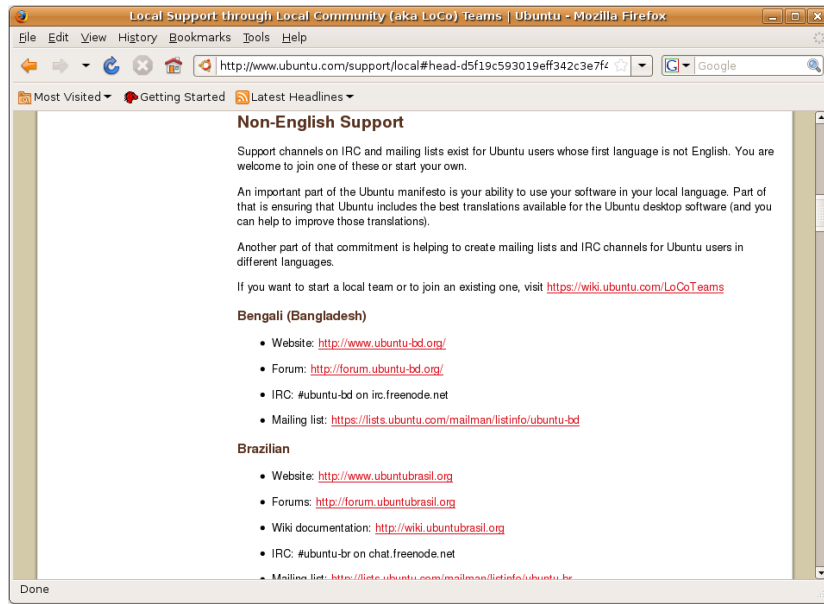 Local Support through Local Community (aka LoCo) Teams | Ubuntu - Mozilla Firefox
File Edit View History Bookmarks Tools Help
http://www.ubuntu.com/support/local#head-d5f19c593019eff342c3e7f4 G Google
Most Visited Getting Started Latest Headlines
Non-English Support
Support channels on IRC and mailing lists exist for Ubuntu users whose first language is not English. You are
welcome to join one of these or start your own.
An important part of the Ubuntu manifesto is your ability to use your software in your local language. Part of
that is ensuring that Ubuntu includes the best translations available for the Ubuntu desktop software (and you
can help to improve those translations).
Another part of that commitment is helping to create mailing lists and IRC channels for Ubuntu users in
different languages.
If you want to start a local team or to join an existing one, visit https://wiki.ubuntu.com/LoCoTeams
Bengali (Bangladesh)
• Website: http://www.ubuntu-bd.org/
• Forum: http://forum.ubuntu-bd.org/
• IRC: #ubuntu-bd on irc.freenode.net
• Mailing list: https://lists.ubuntu.com/mailman/listinfo/ubuntu-bd
Brazilian
• Website: http://www.ubuntubrasil.org
• Forums: http://forum.ubuntubrasil.org
• Wiki documentation: http://wiki.ubuntubrasil.org
• IRC: #ubuntu-br on chat.freenode.net
• Mailing list: http://lists.ubuntu.com/mailman/listinfo/ubuntu-br
Done